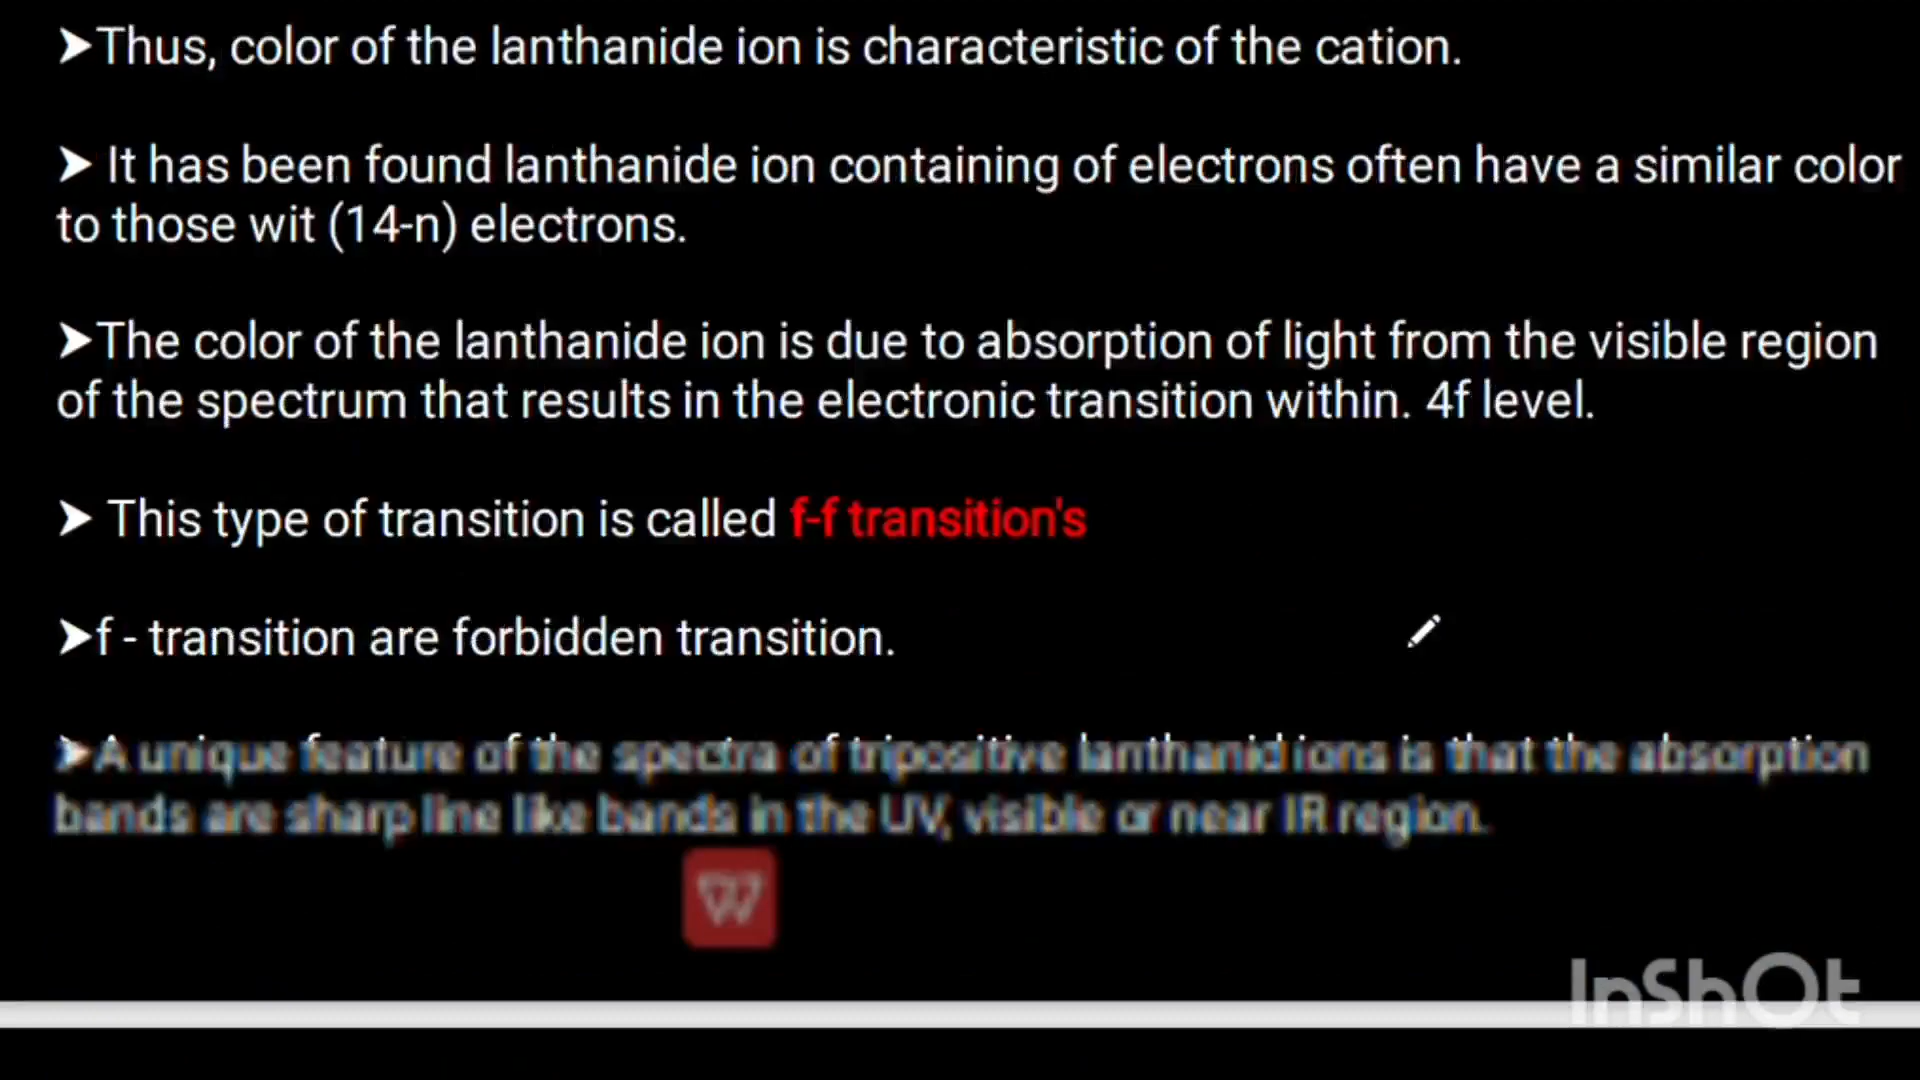 ➤Thus, color of the lanthanide ion is characteristic of the cation.
➤ It has been found lanthanide ion containing of electrons often have a similar color
to those wit (14-n) electrons.
➤The color of the lanthanide ion is due to absorption of light from the visible region
of the spectrum that results in the electronic transition within. 4f level.
➤ This type of transition is called f-f transition's
➤f - transition are forbidden transition.
➤A unique feature of the spectra of tripositive lanthanid ions is that the absorption
bands are sharp line like bands in the UV, visible or near IR region.
W
InShOt